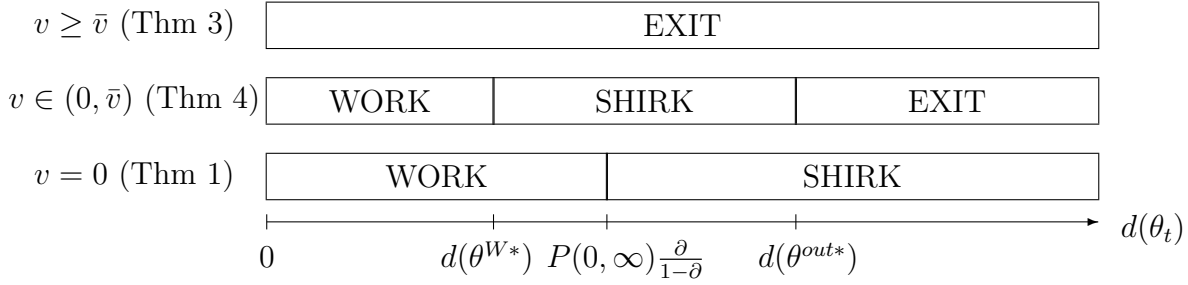 v ≥ v̄ (Thm 3) EXIT
v ∈ (0, v̄) (Thm 4) WORK SHIRK EXIT
v = 0 (Thm 1) WORK SHIRK
d(θ_t)
0 d(θ^{W*}) P(0, ∞) ∂/(1−∂) d(θ^{out*})